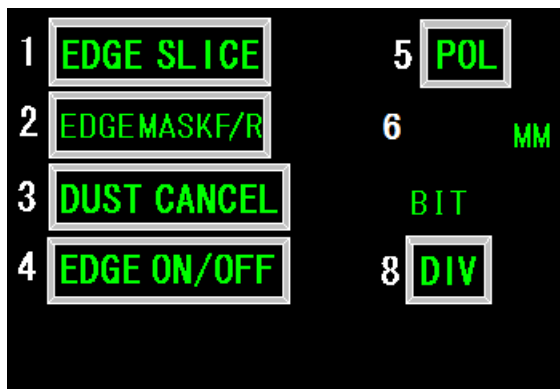 1 EDGE SLICE
2 EDGEMASKF/R
3 DUST CANCEL
4 EDGE ON/OFF
5 POL
6 MM
BIT
8 DIV